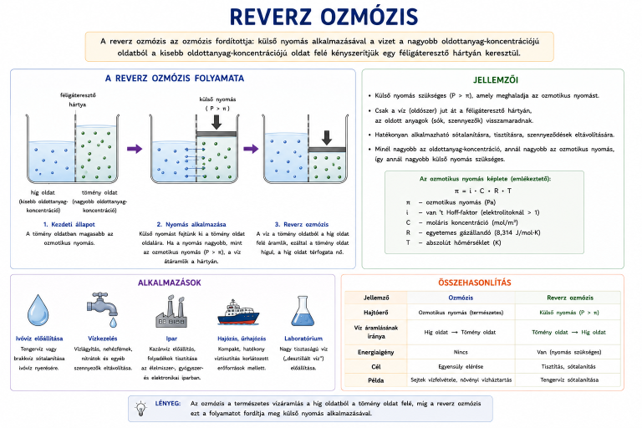 REVERZ OZMÓZIS
A reverz ozmózis az ozmózis fordítottja: külső nyomás alkalmazásával a vizet a nagyobb oldottanyag-koncentrációjú
oldatból a kisebb oldottanyag-koncentrációjú oldat felé kényszerítjük egy féligáteresztő hártyán keresztül.
A REVERZ OZMÓZIS FOLYAMATA
féligáteresztő
hártya
külső nyomás
( P > π )
híg oldat
(kisebb oldottanyag-
koncentráció)
tömény oldat
(nagyobb oldottanyag-
koncentráció)
1. Kezdeti állapot
A tömény oldatban magasabb az
ozmotikus nyomás.
2. Nyomás alkalmazása
Külső nyomást fejtünk ki a tömény oldat
oldalára. Ha a nyomás nagyobb, mint
az ozmotikus nyomás (P > π), a víz
átáramlik a hártyán.
3. Reverz ozmózis
A víz a tömény oldatból a híg oldat
felé áramlik, ezáltal a tömény oldat
hígul, a híg oldat térfogata nő.
JELLEMZŐI
• Külső nyomás szükséges (P > π), amely meghaladja az ozmotikus nyomást.
• Csak a víz (oldószer) jut át a féligáteresztő hártyán,
az oldott anyagok (sók, szennyezők) visszamaradnak.
• Hatékonyan alkalmazható sótalanításra, tisztításra, szennyeződések eltávolítására.
• Minél nagyobb az oldottanyag-koncentráció, annál nagyobb az ozmotikus nyomás,
így annál nagyobb külső nyomás szükséges.
Az ozmotikus nyomás képlete (emlékeztető):
π = i · C · R · T
π – ozmotikus nyomás (Pa)
i – van 't Hoff-faktor (elektrolitoknál > 1)
C – moláris koncentráció (mol/m³)
R – egyetemes gázállandó (8,314 J/mol·K)
T – abszolút hőmérséklet (K)
ALKALMAZÁSOK
Ivóvíz előállítása
Tengervíz vagy
brakkvíz sótalanítása
ivóvíz nyerésére.
Vízkezelés
Vízlágyítás, nehézfémek,
nitrátok és egyéb
szennyezők eltávolítása.
Ipar
Kazánvíz előállítás,
folyadékok tisztítása
az élelmiszer-, gyógyszer-
és elektronikai iparban.
Hajózás, űrhajózás
Kompakt, hatékony
víztisztítás korlátozott
erőforrások mellett.
Laboratórium
Nagy tisztaságú víz
(„desztillált víz”)
előállítása.
ÖSSZEHASONLÍTÁS
Jellemző Ozmózis Reverz ozmózis
Hajtóerő Ozmotikus nyomás (természetes) Külső nyomás (P > π)
Víz áramlásának
iránya Híg oldat → Tömény oldat Tömény oldat → Híg oldat
Energiaigény Nincs Van (nyomás szükséges)
Cél Egyensúly elérése Tisztítás, sótalanítás
Példa Sejtek vízfelvétele, növényi vízháztartás Tengervíz sótalanítása
LÉNYEG: Az ozmózis a természetes vízáramlás a híg oldatból a tömény oldat felé, míg a reverz ozmózis
ezt a folyamatot fordítja meg külső nyomás alkalmazásával.